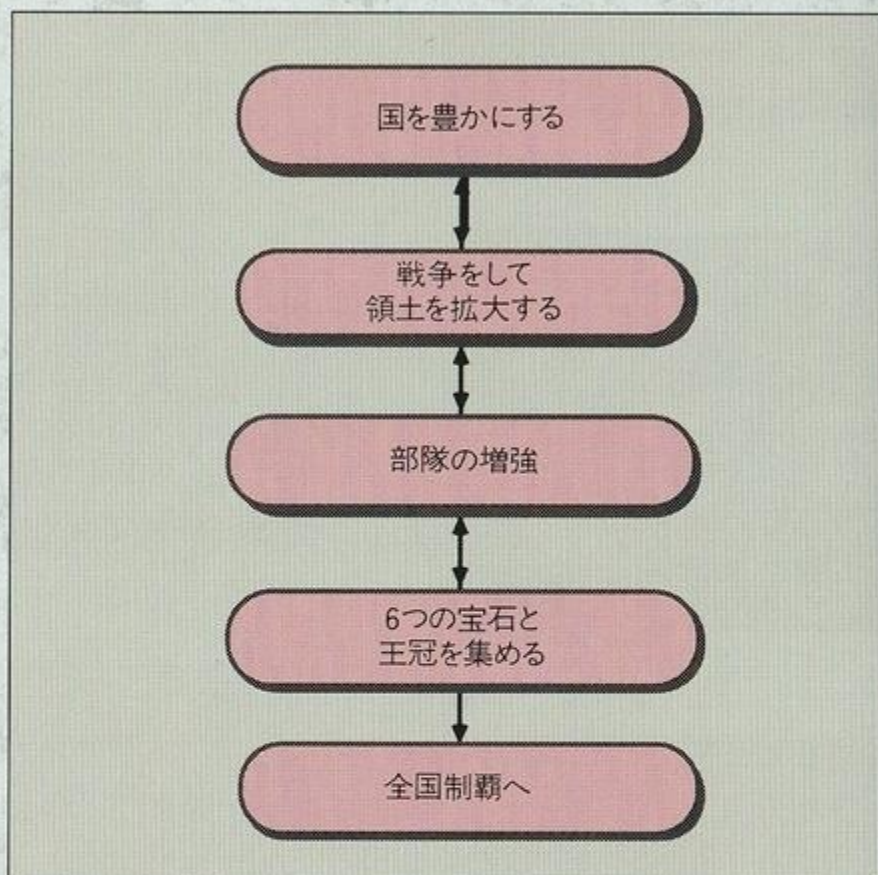 国を豊かにする
戦争をして
領土を拡大する
部隊の増強
6つの宝石と
王冠を集める
全国制覇へ